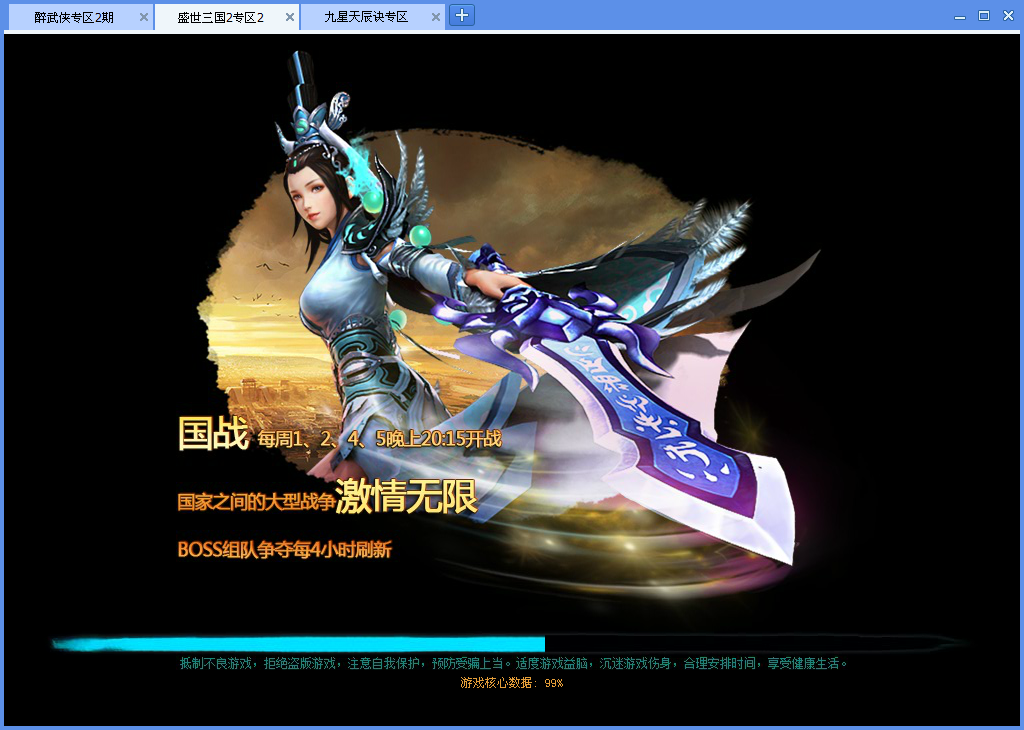 醉武侠专区2期
盛世三国2专区2
九星天辰诀专区
国战 每周1、2、4、5晚上20:15开战
国家之间的大型战争激情无限
BOSS组队争夺每4小时刷新
抵制不良游戏，拒绝盗版游戏，注意自我保护，预防受骗上当。适度游戏益脑，沉迷游戏伤身，合理安排时间，享受健康生活。
游戏核心数据：99%